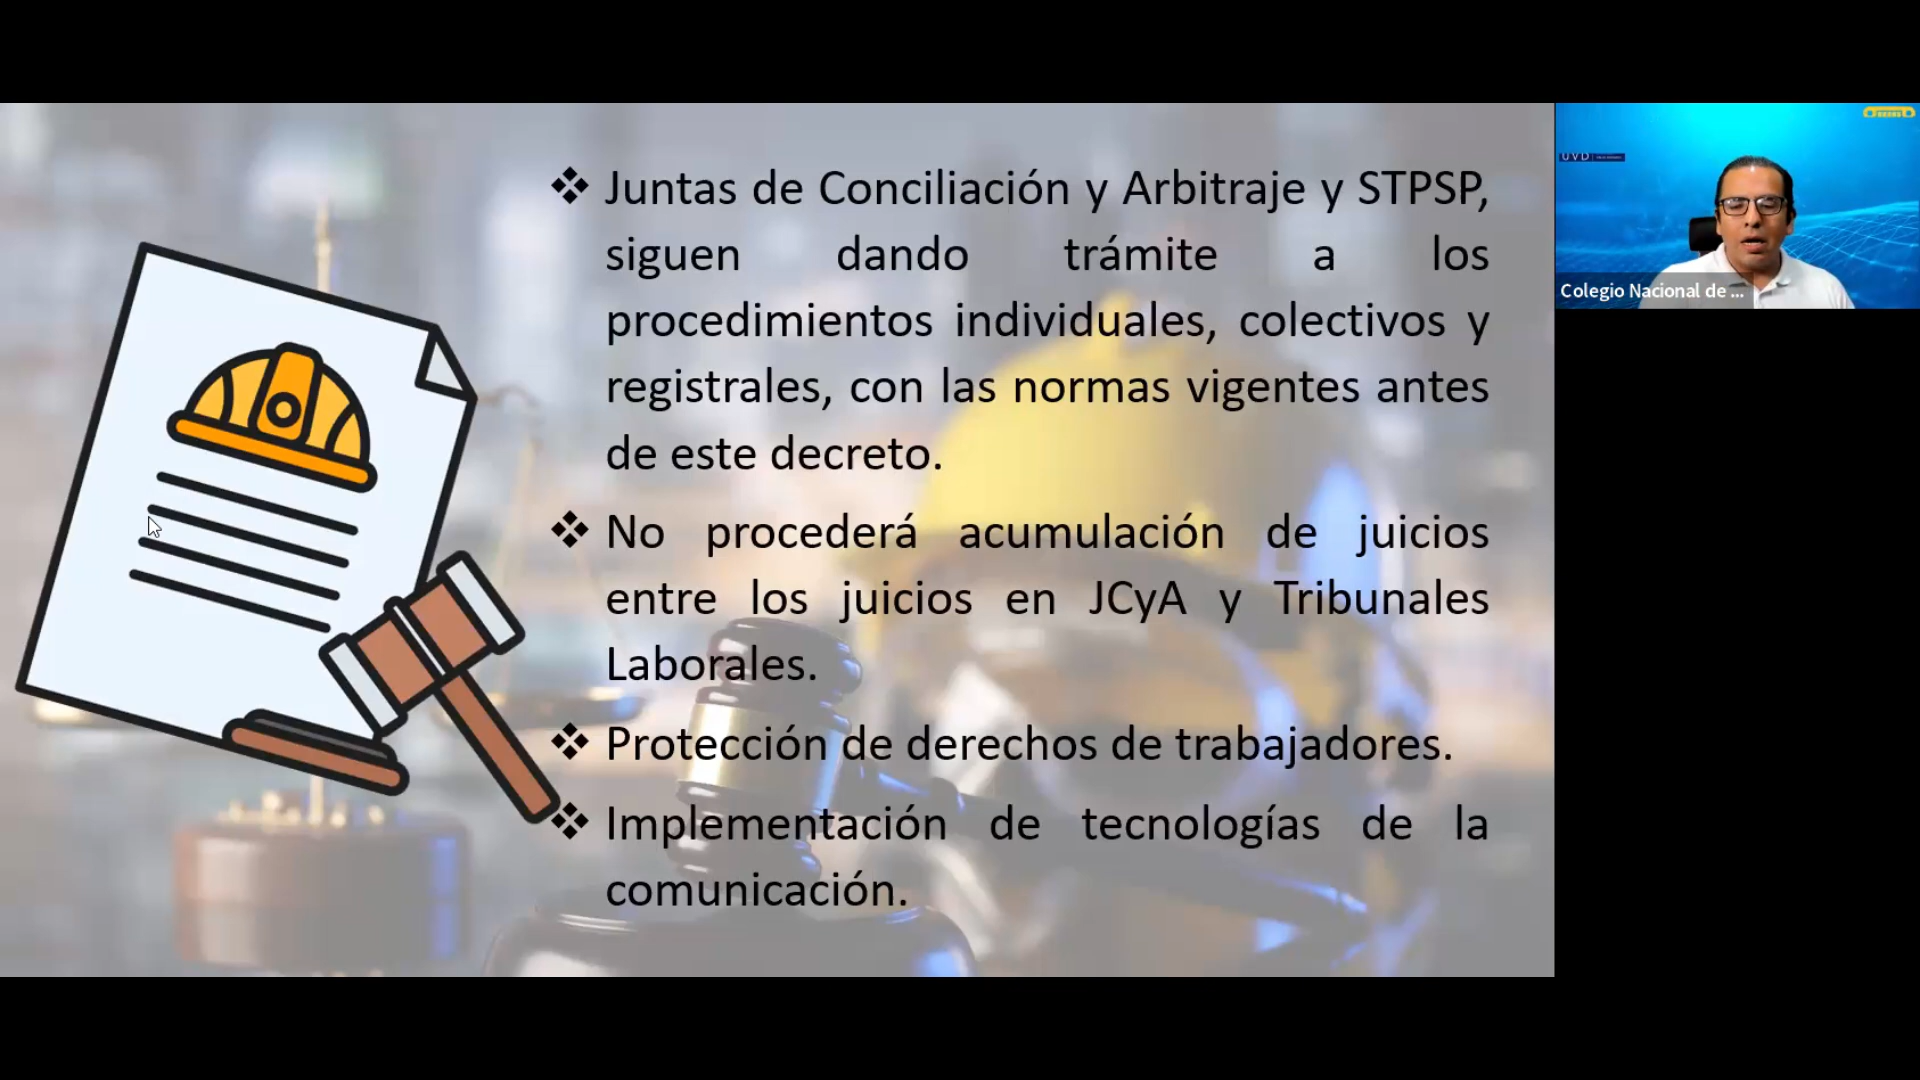 ❖ Juntas de Conciliación y Arbitraje y STPSP,
siguen dando trámite a los
procedimientos individuales, colectivos y
registrales, con las normas vigentes antes
de este decreto.
❖ No procederá acumulación de juicios
entre los juicios en JCyA y Tribunales
Laborales.
❖ Protección de derechos de trabajadores.
❖ Implementación de tecnologías de la
comunicación.
UVD
Colegio Nacional de ...